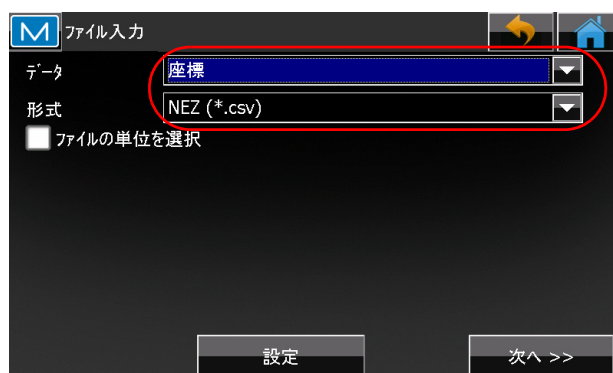 M ファイル入力
データ 座標
形式 NEZ (*.csv)
ファイルの単位を選択
設定 次へ >>